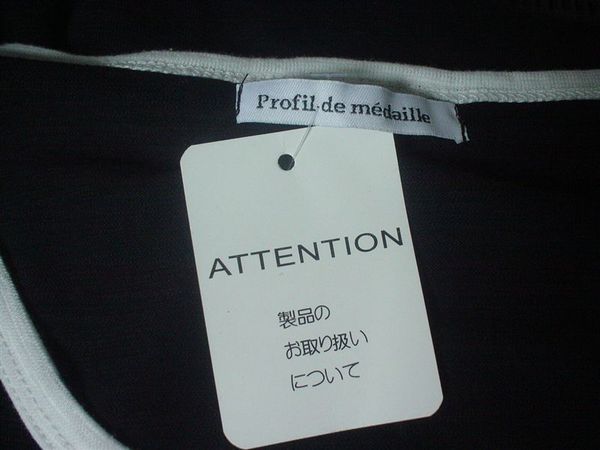 Profil de médaille
ATTENTION
製品の
お取り扱い
について